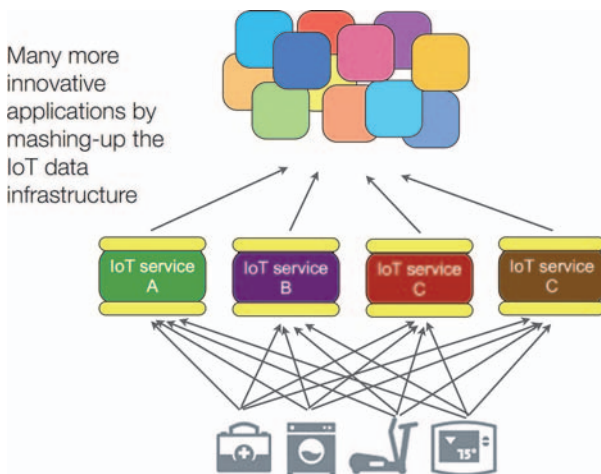 Many more
innovative
applications by
mashing-up the
IoT data
infrastructure
IoT service
A
IoT service
B
IoT service
C
IoT service
C
75°